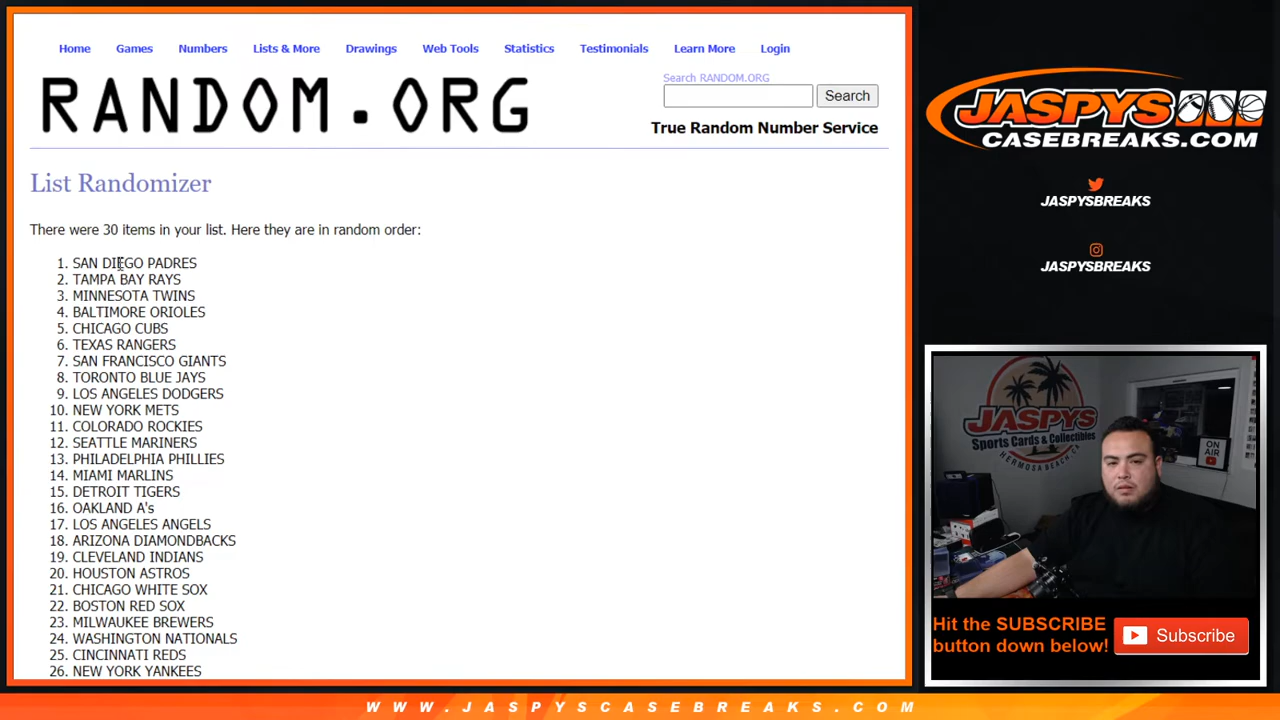 Home Games Numbers Lists & More Drawings Web Tools Statistics Testimonials Learn More Login
RANDOM.ORG
Search RANDOM.ORG
Search
True Random Number Service
List Randomizer
There were 30 items in your list. Here they are in random order:
1. SAN DIEGO PADRES
2. TAMPA BAY RAYS
3. MINNESOTA TWINS
4. BALTIMORE ORIOLES
5. CHICAGO CUBS
6. TEXAS RANGERS
7. SAN FRANCISCO GIANTS
8. TORONTO BLUE JAYS
9. LOS ANGELES DODGERS
10. NEW YORK METS
11. COLORADO ROCKIES
12. SEATTLE MARINERS
13. PHILADELPHIA PHILLIES
14. MIAMI MARLINS
15. DETROIT TIGERS
16. OAKLAND A's
17. LOS ANGELES ANGELS
18. ARIZONA DIAMONDBACKS
19. CLEVELAND INDIANS
20. HOUSTON ASTROS
21. CHICAGO WHITE SOX
22. BOSTON RED SOX
23. MILWAUKEE BREWERS
24. WASHINGTON NATIONALS
25. CINCINNATI REDS
26. NEW YORK YANKEES
JASPYS
CASEBREAKS.COM
JASPYSBREAKS
JASPYSBREAKS
JASPYS
Sports Cards & Collectibles
HERMOSA BEACH, CA
ON AIR
Hit the SUBSCRIBE
button down below!
Subscribe
WWW.JASPYSCASEBREAKS.COM